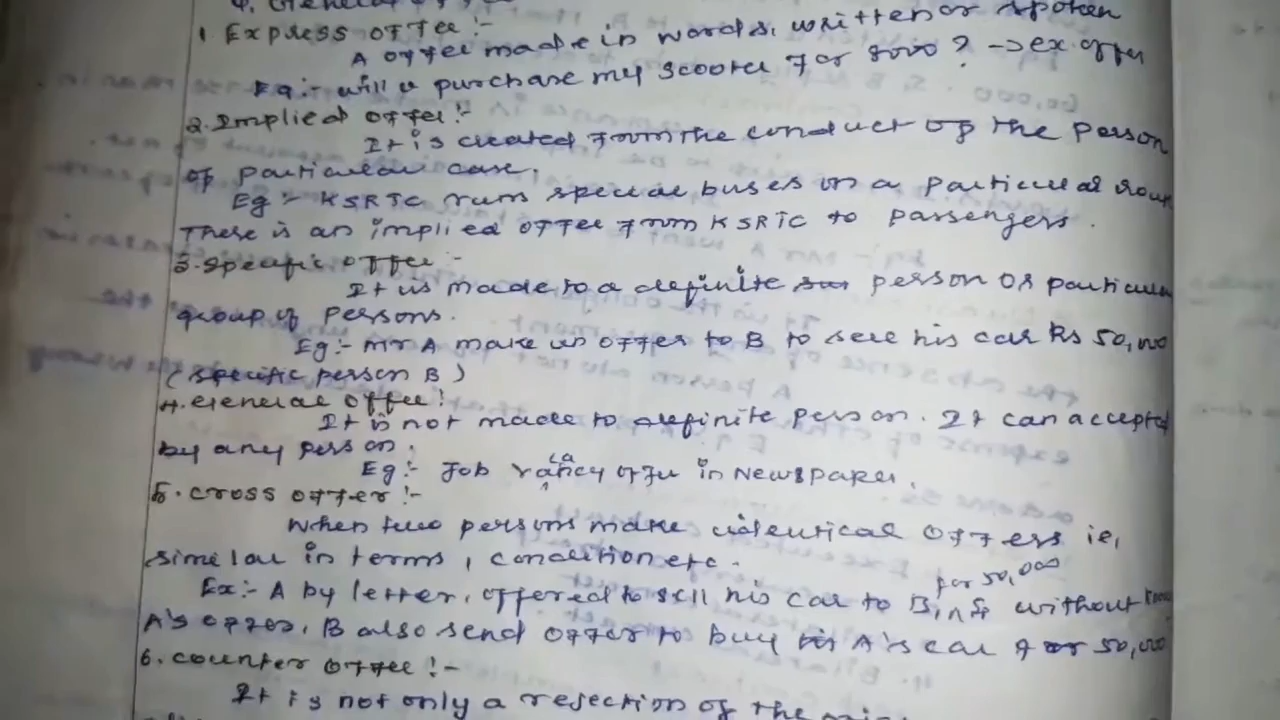 4. General
1. Express offer :-
A offer made in words, written or spoken
Eg :- will u purchase my scooter for 8000 ? -> ex. offer
2. Implied offer :-
It is created from the conduct of the person
of particular case.
Eg :- KSRTC runs special buses on a particular
There is an implied offer from KSRTC to passengers.
3. Specific offer :-
It is made to a definite person or particular
group of persons.
Eg :- Mr A make offer to B to sell his car Rs 50,000
(specific person B)
4. General offer :
It is not made to definite person. It can accepted
by any person.
Eg :- Job offer in Newspaper.
5. Cross offer :-
When two persons make identical offers ie,
similar in terms, condition etc.
for 50,000
Ex :- A by letter, offered to sell his car to B, without
A's offer, B also send offer to buy A's car for 50,000
6. counter offer :-
It is not only a rejection of the